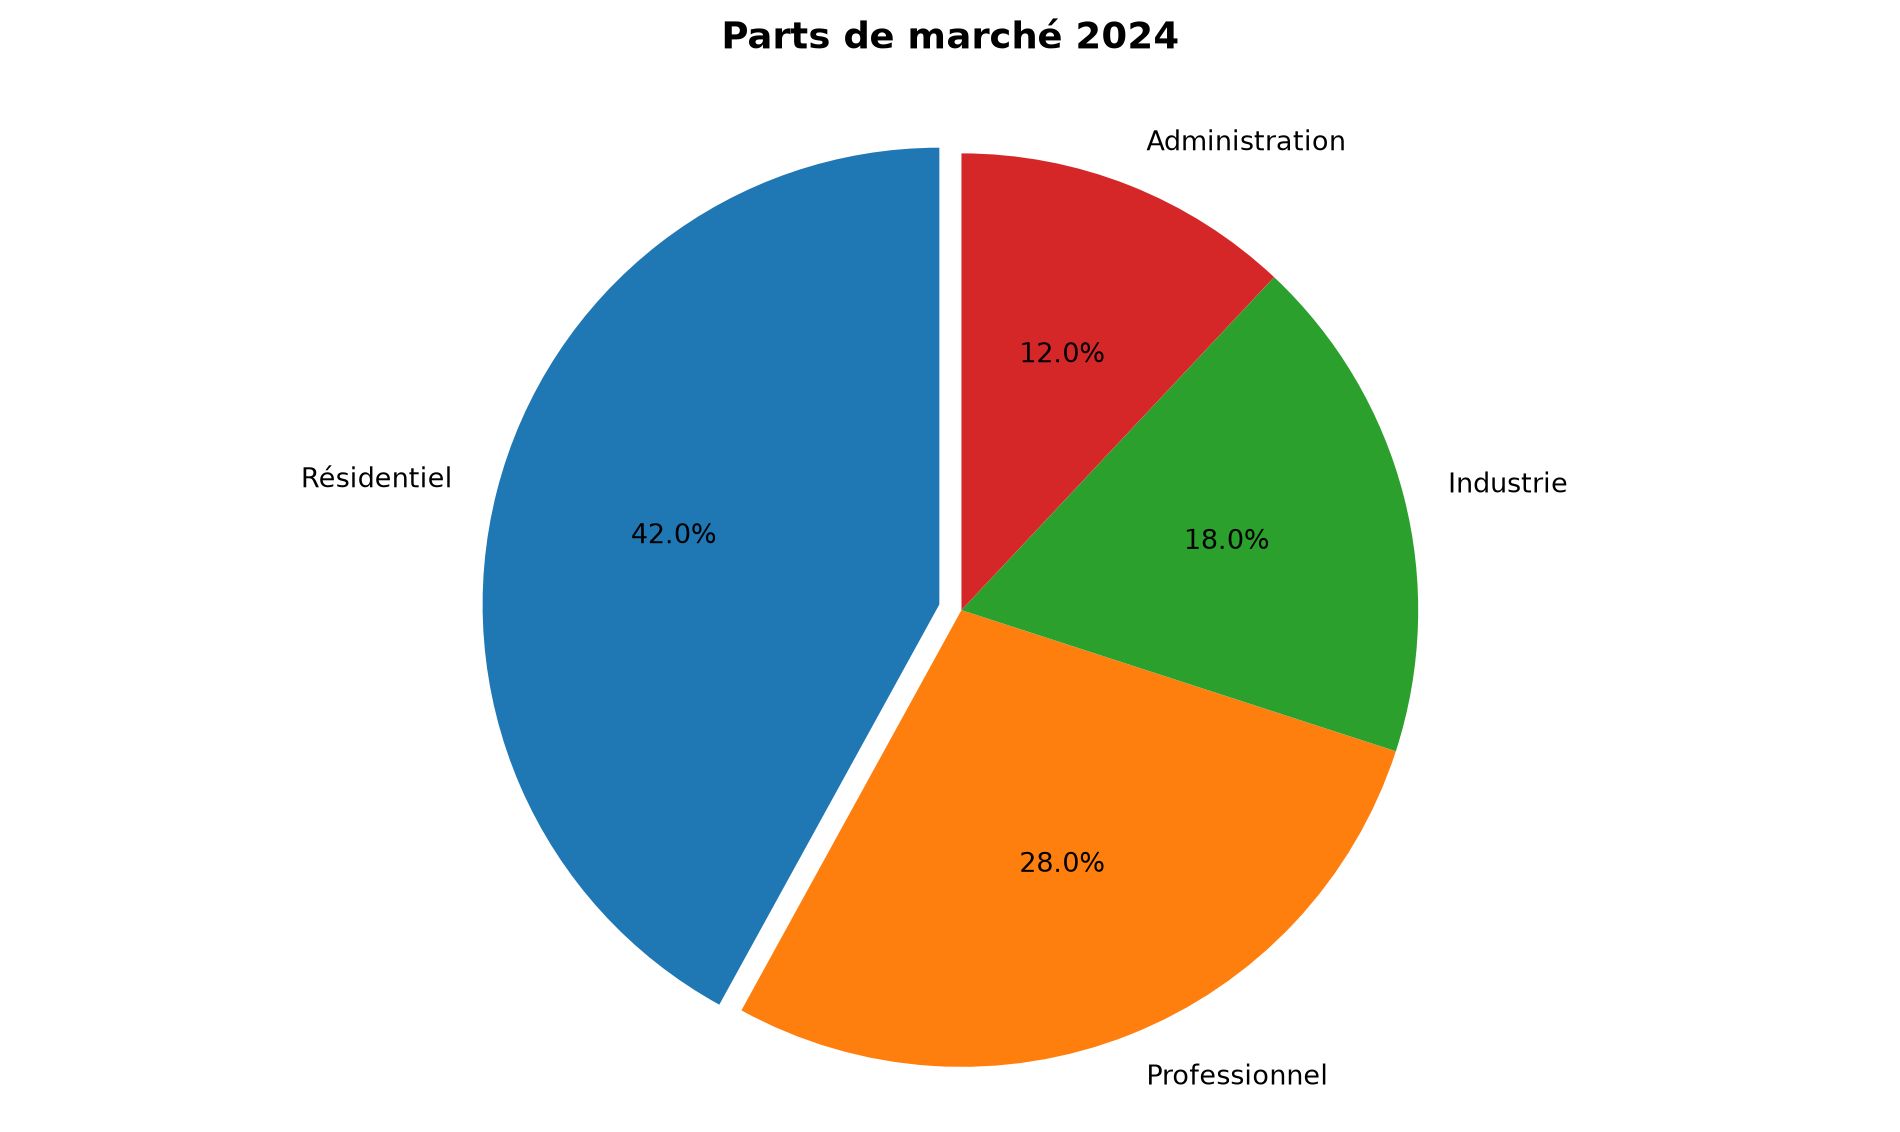 Parts de marché 2024
Administration
12.0%
Résidentiel
42.0%
Industrie
18.0%
28.0%
Professionnel